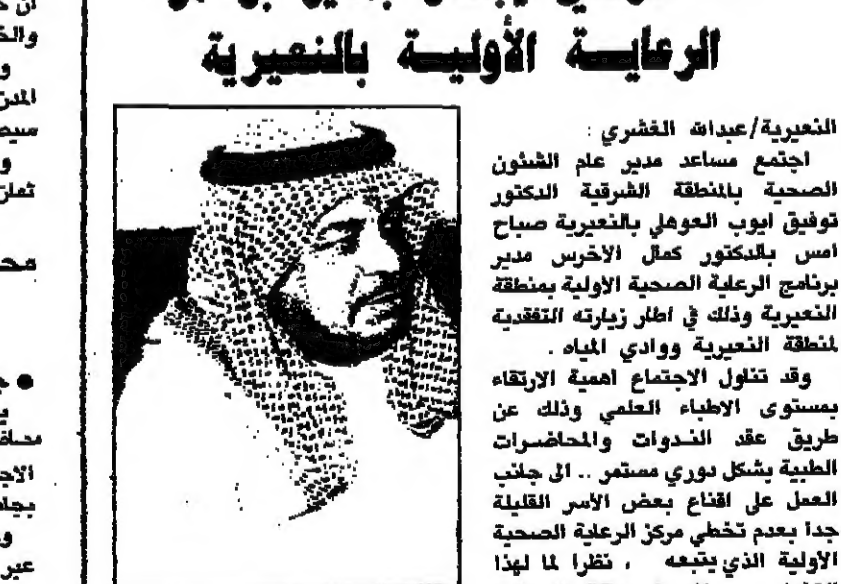 الرعاية الأولية بالنعيرية
النعيرية/عبدالله القشري :
اجتمع مساعد مدير عام الشئون
الصحية بالمنطقة الشرقية الدكتور
توفيق ايوب العوهلي بالنعيرية صباح
امس بالدكتور كمال الاخرس مدير
برنامج الرعاية الصحية الاولية بمنطقة
النعيرية وذلك في اطار زيارته التفقدية
لمنطقة النعيرية ووادي المياه .
وقد تناول الاجتماع اهمية الارتقاء
بمستوى الاطباء العلمي وذلك عن
طريق عقد الندوات والمحاضرات
الطبية بشكل دوري مستمر .. الى جانب
العمل على اقناع بعض الأسر القليلة
جدا بعدم تخطي مركز الرعاية الصحية
الاولية الذي يتبعه ، نظرا لما لهذا